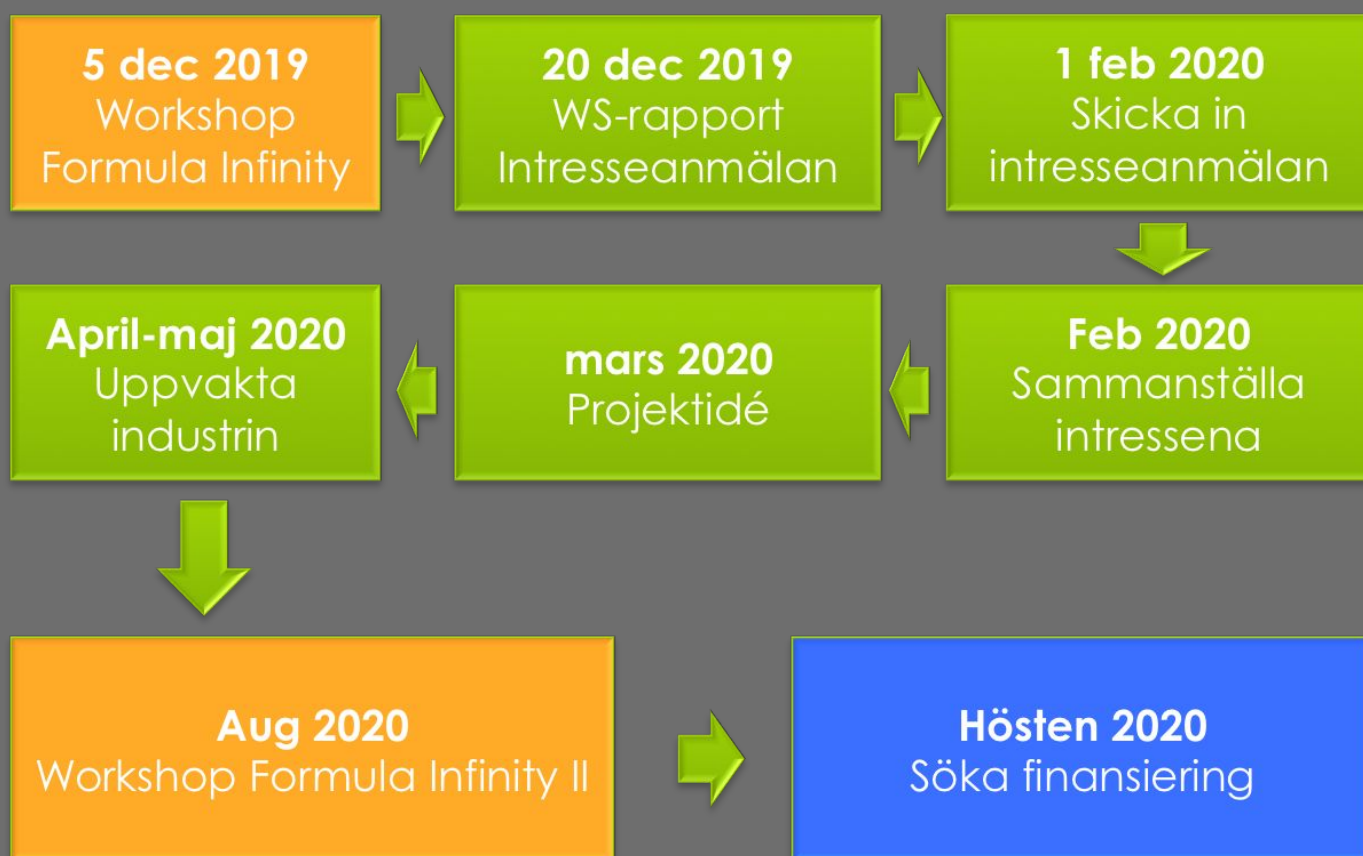 5 dec 2019
Workshop
Formula Infinity
20 dec 2019
WS-rapport
Intresseanmälan
1 feb 2020
Skicka in
intresseanmälan
Feb 2020
Sammanställa
intressena
mars 2020
Projektidé
April-maj 2020
Uppvakta
industrin
Aug 2020
Workshop Formula Infinity II
Hösten 2020
Söka finansiering